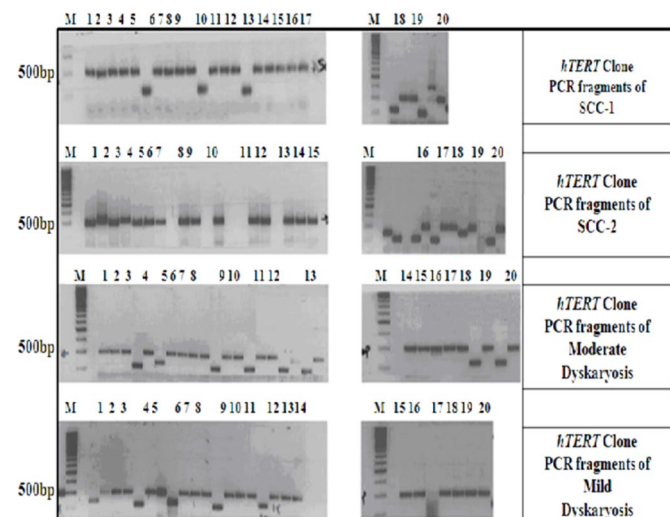 M 1 2 3 4 5 6 7 8 9 10 11 12 13 14 15 16 17
18 19 20
500bp
hTERT Clone
PCR fragments of
SCC-1
M 1 2 3 4 5 6 7 8 9 10 11 12 13 14 15
M 16 17 18 19 20
500bp
hTERT Clone
PCR fragments of
SCC-2
M 1 2 3 4 5 6 7 8 9 10 11 12 13
M 14 15 16 17 18 19 20
500bp
hTERT Clone
PCR fragments of
Moderate
Dyskaryosis
M 1 2 3 4 5 6 7 8 9 10 11 12 13 14
M 15 16 17 18 19 20
500bp
hTERT Clone
PCR fragments of
Mild
Dyskaryosis